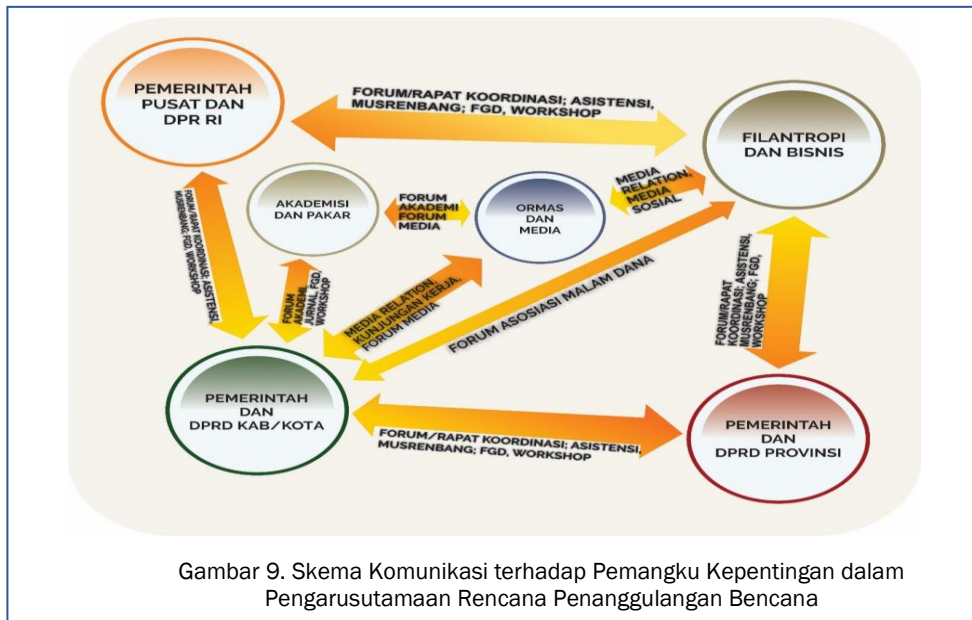 PEMERINTAH
PUSAT DAN
DPR RI
FORUM/RAPAT KOORDINASI; ASISTENSI,
MUSRENBANG; FGD, WORKSHOP
FILANTROPI
DAN BISNIS
AKADEMISI
DAN PAKAR
FORUM
AKADEMI
FORUM
MEDIA
ORMAS
DAN
MEDIA
MEDIA
RELATION,
MEDIA
SOSIAL
FORUM/RAPAT KOORDINASI; ASISTENSI,
MUSRENBANG; FGD, WORKSHOP
FORUM
AKADEMI,
JURNAL, FGD,
WORKSHOP
MEDIA RELATION,
KUNJUNGAN KERJA,
FORUM MEDIA
FORUM ASOSIASI MALAM DANA
FORUM/RAPAT
KOORDINASI; ASISTENSI,
MUSRENBANG; FGD,
WORKSHOP
PEMERINTAH
DAN
DPRD KAB/KOTA
FORUM/RAPAT KOORDINASI; ASISTENSI,
MUSRENBANG; FGD, WORKSHOP
PEMERINTAH
DAN
DPRD PROVINSI
Gambar 9. Skema Komunikasi terhadap Pemangku Kepentingan dalam
Pengarusutamaan Rencana Penanggulangan Bencana